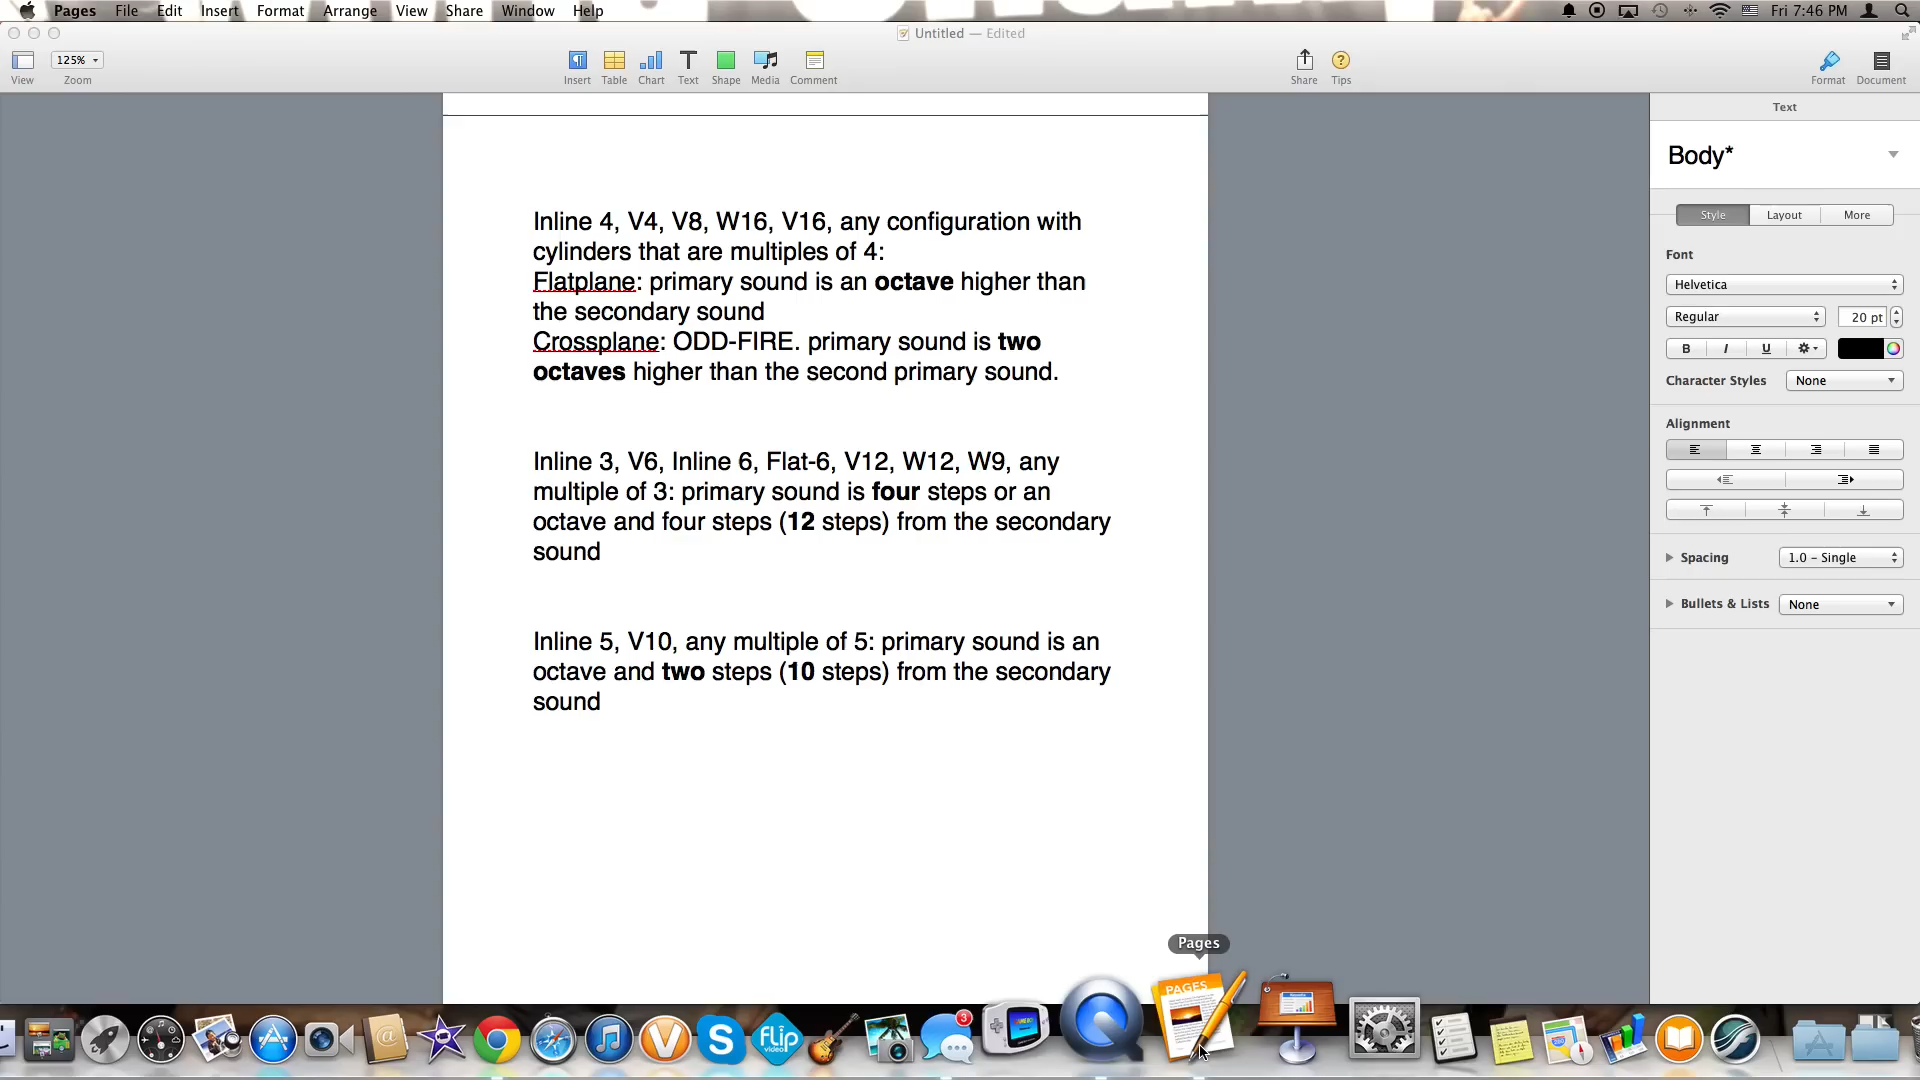 Pages File Edit Insert Format Arrange View Share Window Help
Fri 7:46 PM
Untitled — Edited
125%
View Zoom
Insert Table Chart Text Shape Media Comment
Share Tips
Format Document
Text
Body*
Style Layout More
Font
Helvetica
Regular 20 pt
B I U
Character Styles None
Alignment
Spacing 1.0 – Single
Bullets & Lists None
Inline 4, V4, V8, W16, V16, any configuration with
cylinders that are multiples of 4:
Flatplane: primary sound is an octave higher than
the secondary sound
Crossplane: ODD-FIRE. primary sound is two
octaves higher than the second primary sound.
Inline 3, V6, Inline 6, Flat-6, V12, W12, W9, any
multiple of 3: primary sound is four steps or an
octave and four steps (12 steps) from the secondary
sound
Inline 5, V10, any multiple of 5: primary sound is an
octave and two steps (10 steps) from the secondary
sound
Pages
PAGES
3
flip
video